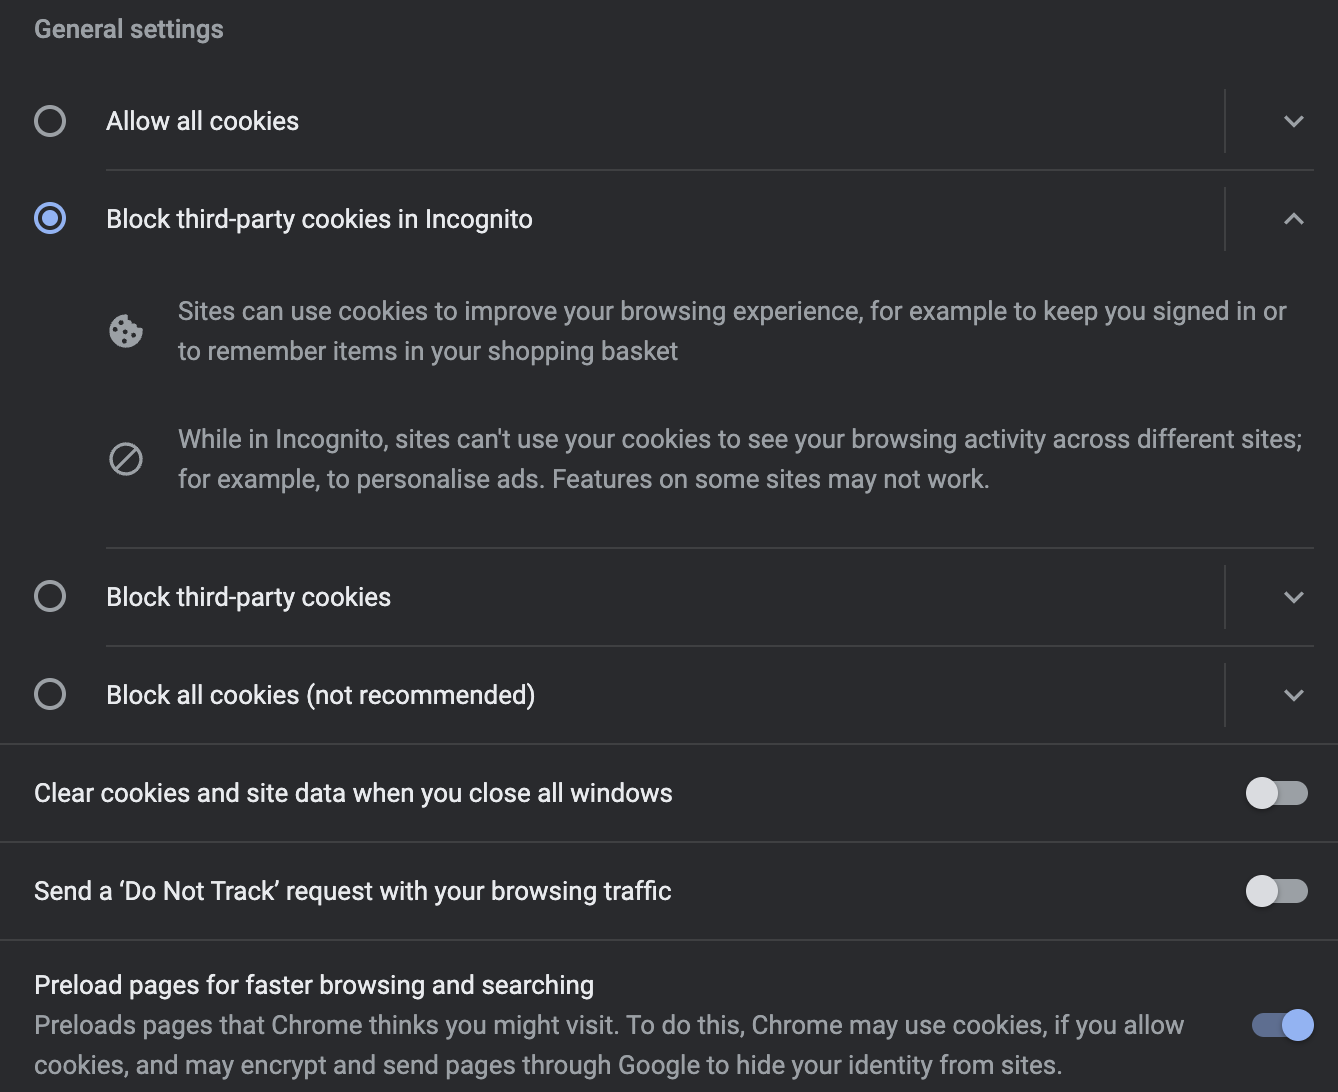 General settings
Allow all cookies
Block third-party cookies in Incognito
Sites can use cookies to improve your browsing experience, for example to keep you signed in or
to remember items in your shopping basket
While in Incognito, sites can't use your cookies to see your browsing activity across different sites;
for example, to personalise ads. Features on some sites may not work.
Block third-party cookies
Block all cookies (not recommended)
Clear cookies and site data when you close all windows
Send a ‘Do Not Track’ request with your browsing traffic
Preload pages for faster browsing and searching
Preloads pages that Chrome thinks you might visit. To do this, Chrome may use cookies, if you allow
cookies, and may encrypt and send pages through Google to hide your identity from sites.